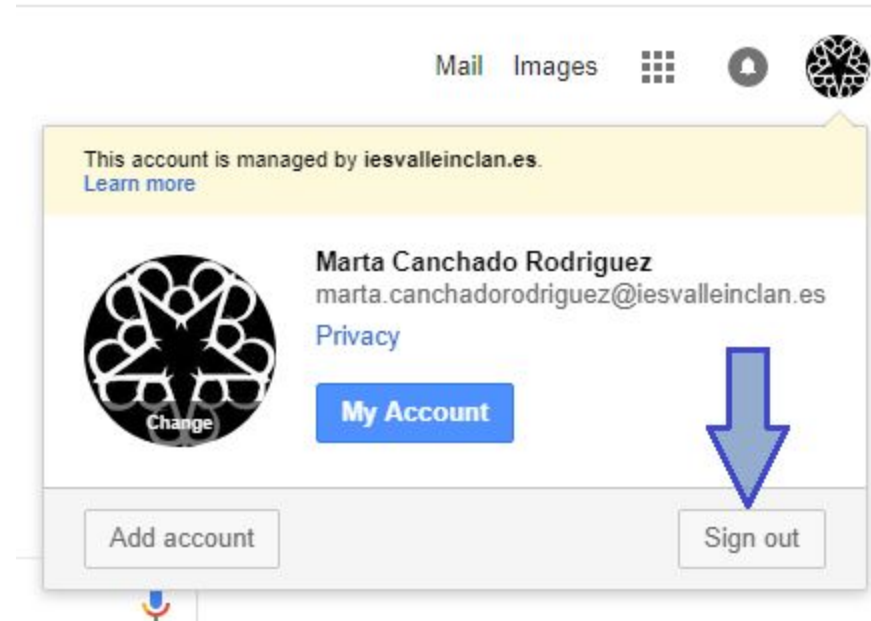 Mail Images
This account is managed by iesvalleinclan.es.
Learn more
Marta Canchado Rodriguez
marta.canchadorodriguez@iesvalleinclan.es
Privacy
Change
My Account
Add account
Sign out